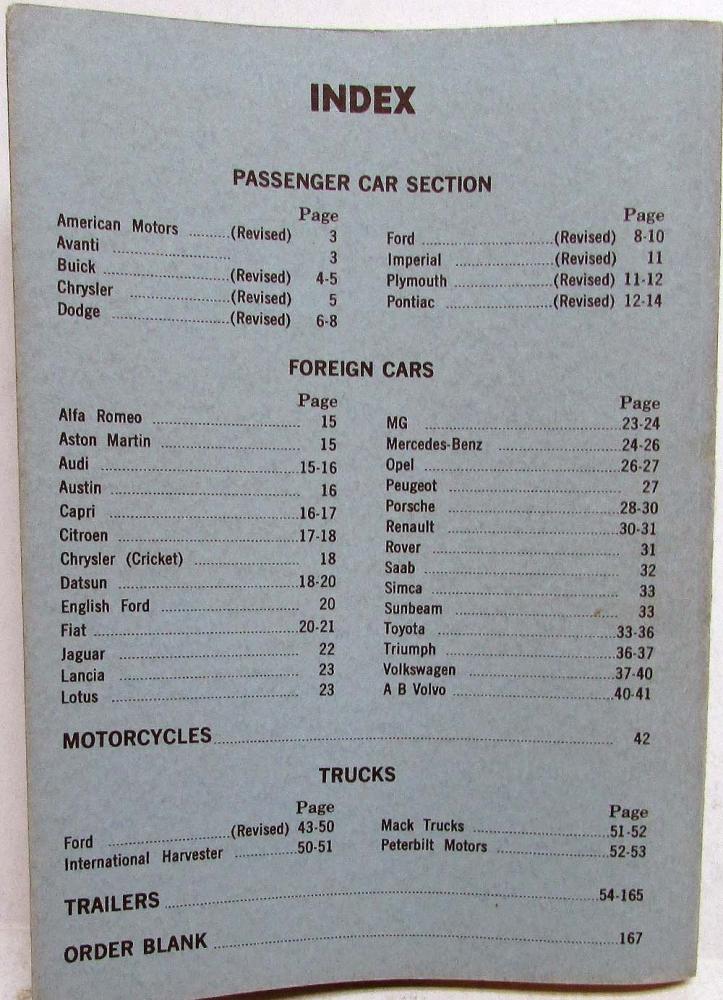 INDEX
PASSENGER CAR SECTION
Page
American Motors ........(Revised) 3
Avanti ........ 3
Buick ........(Revised) 4-5
Chrysler ........(Revised) 5
Dodge ........(Revised) 6-8
Page
Ford ........(Revised) 8-10
Imperial ........(Revised) 11
Plymouth ........(Revised) 11-12
Pontiac ........(Revised) 12-14
FOREIGN CARS
Page
Alfa Romeo ........ 15
Aston Martin ........ 15
Audi ........15-16
Austin ........ 16
Capri ........16-17
Citroen ........17-18
Chrysler (Cricket) ........ 18
Datsun ........18-20
English Ford ........ 20
Fiat ........20-21
Jaguar ........ 22
Lancia ........ 23
Lotus ........ 23
Page
MG ........23-24
Mercedes-Benz ........24-26
Opel ........26-27
Peugeot ........ 27
Porsche ........28-30
Renault ........30-31
Rover ........ 31
Saab ........ 32
Simca ........ 33
Sunbeam ........ 33
Toyota ........33-36
Triumph ........36-37
Volkswagen ........37-40
A B Volvo ........40-41
MOTORCYCLES........ 42
TRUCKS
Page
Ford ........(Revised) 43-50
International Harvester ........50-51
Page
Mack Trucks ........51-52
Peterbilt Motors ........52-53
TRAILERS........54-165
ORDER BLANK ........167